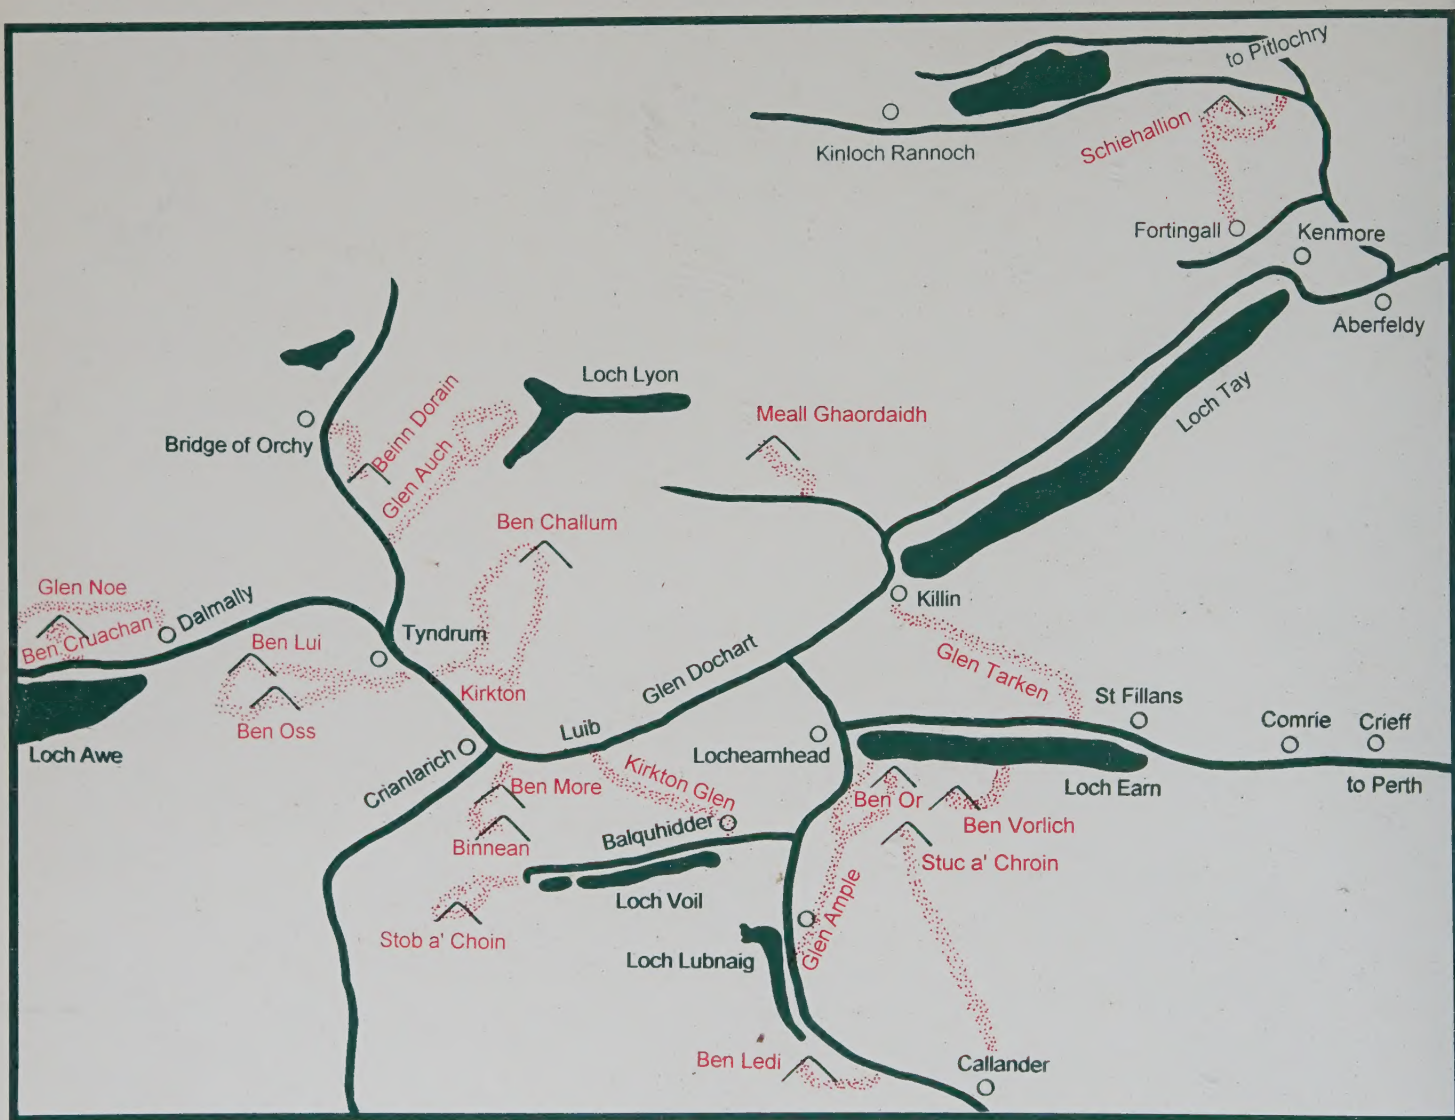 to Pitlochry
Kinloch Rannoch
Schiehallion
Fortingall
Kenmore
Aberfeldy
Loch Lyon
Loch Tay
Meall Ghaordaidh
Bridge of Orchy
Beinn Dorain
Glen Auch
Ben Challum
Glen Noe
Ben Cruachan
Dalmally
Ben Lui
Tyndrum
Killin
Glen Dochart
Glen Tarken
Kirkton
Ben Oss
Loch Awe
Luib
St Fillans
Comrie
Crieff
Crianlarich
Lochearnhead
Ben More
Kirkton Glen
Ben Or
Loch Earn
to Perth
Ben Vorlich
Binnean
Balquhidder
Stuc a' Chroin
Loch Voil
Stob a' Choin
Glen Ample
Loch Lubnaig
Ben Ledi
Callander